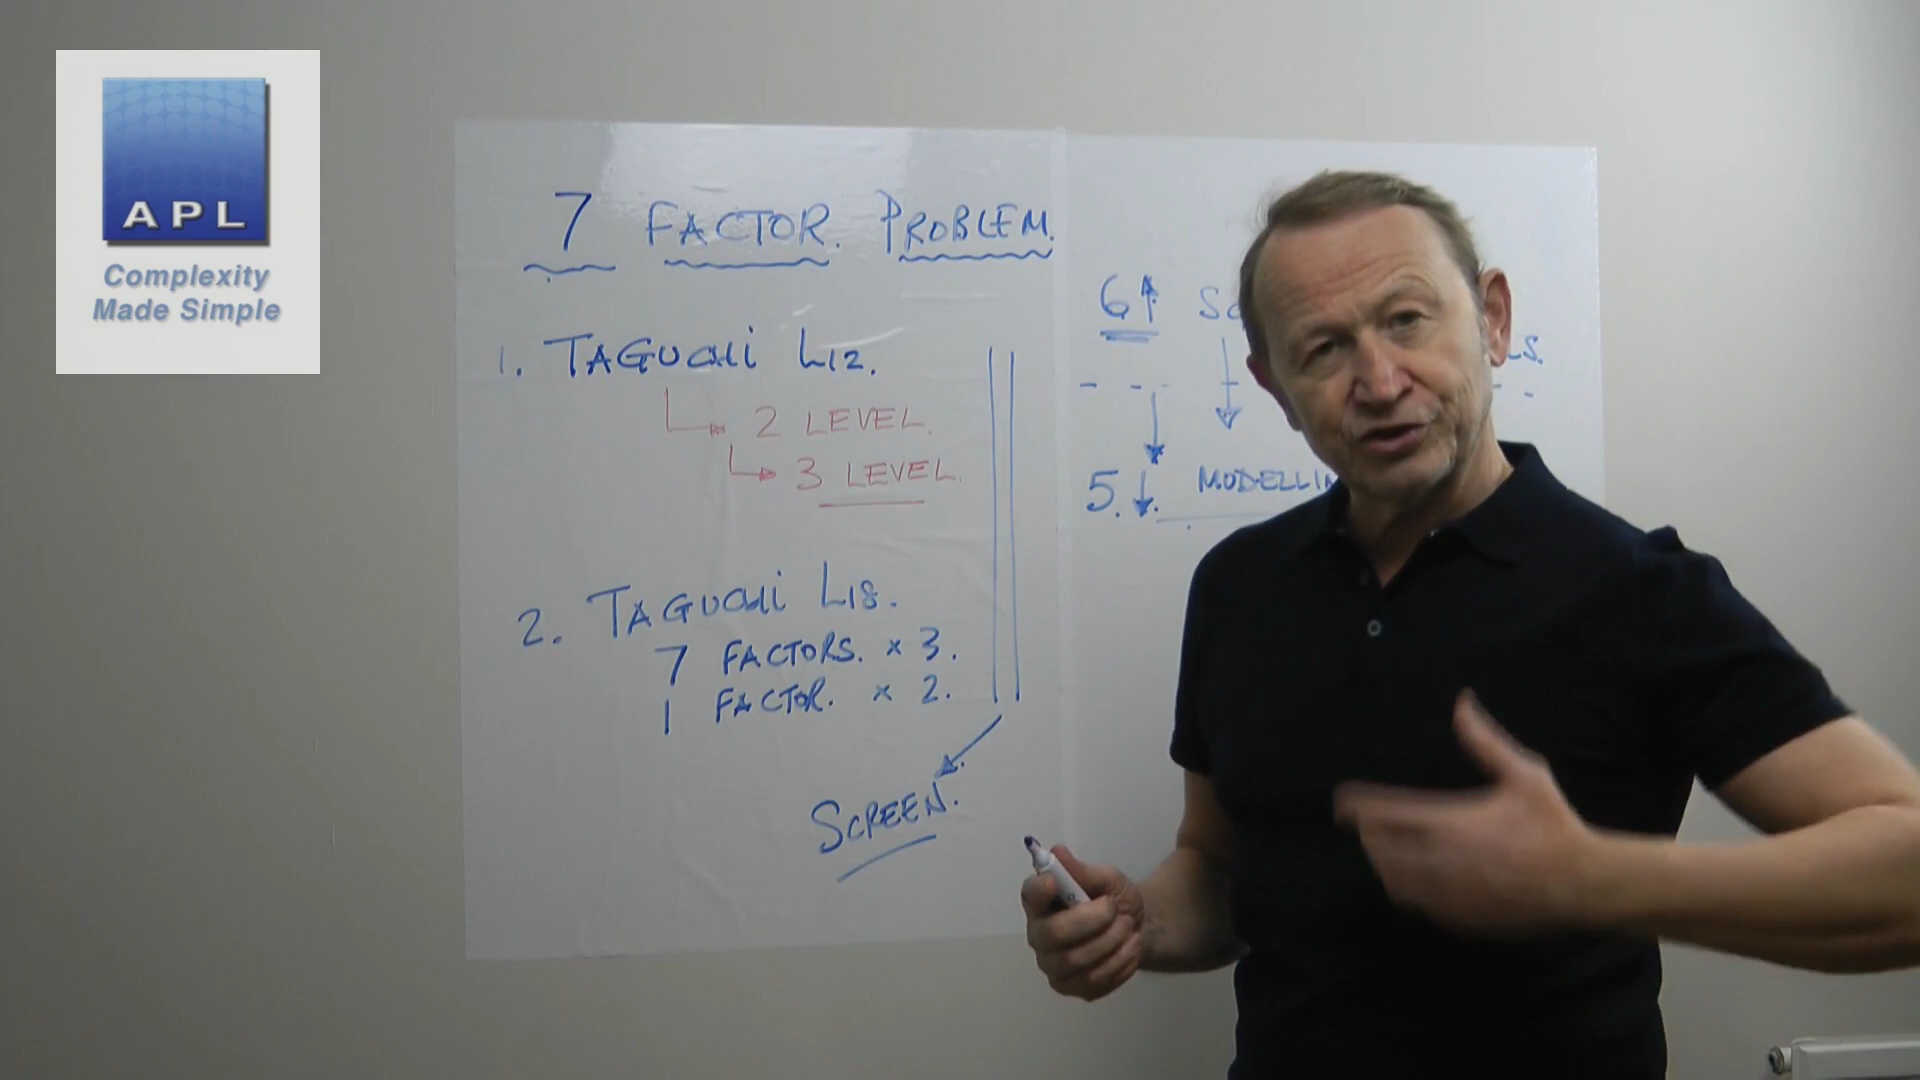 APL
Complexity
Made Simple
7 FACTOR. PROBLEM.
1. TAGUCHI L12.
2 LEVEL.
3 LEVEL.
2. TAGUCHI L18.
7 FACTORS. x 3.
1 FACTOR. x 2.
SCREEN.
6↑
5.↓